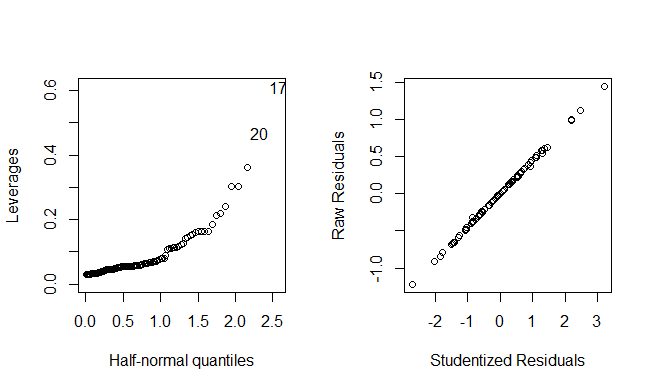 Leverages
0.0
0.2
0.4
0.6
17
20
0.0 0.5 1.0 1.5 2.0 2.5
Half-normal quantiles
Raw Residuals
-1.0
0.0
0.5
1.0
1.5
-2 -1 0 1 2 3
Studentized Residuals